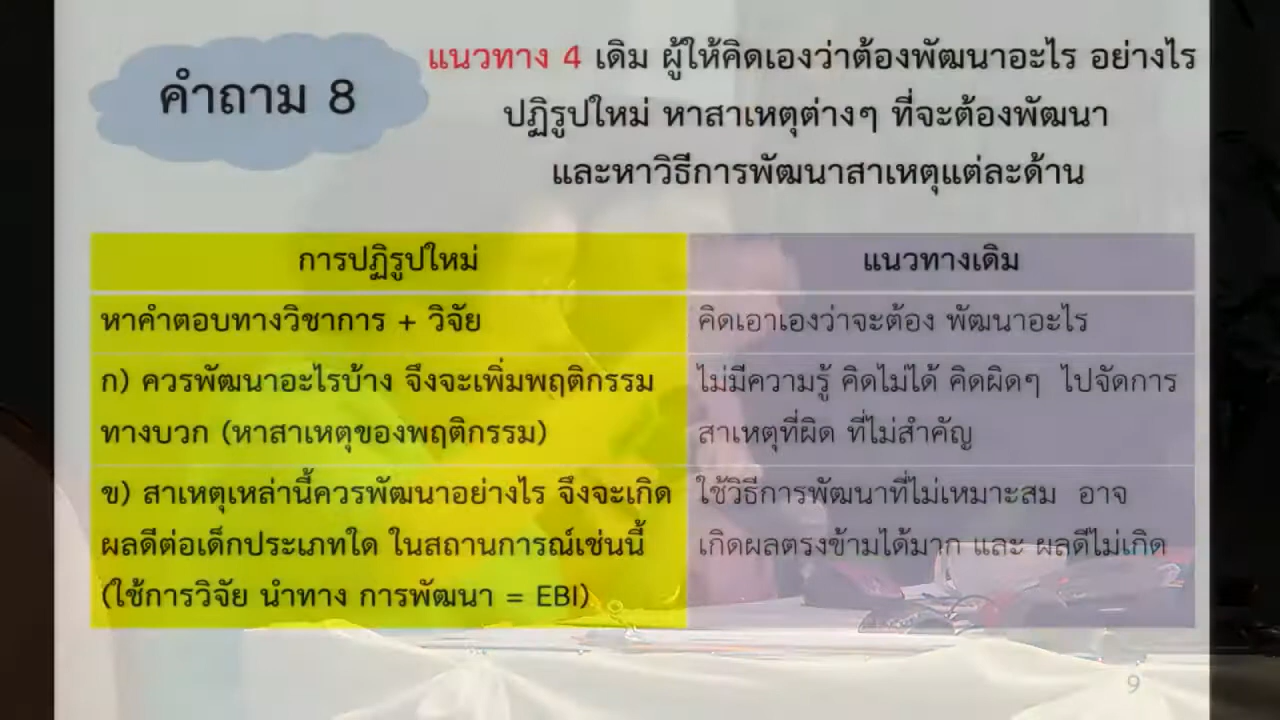 คำถาม 8
แนวทาง 4 เดิม ผู้ให้คิดเองว่าต้องพัฒนาอะไร อย่างไร
ปฏิรูปใหม่ หาสาเหตุต่างๆ ที่จะต้องพัฒนา
และหาวิธีการพัฒนาสาเหตุแต่ละด้าน
การปฏิรูปใหม่
แนวทางเดิม
หาคำตอบทางวิชาการ + วิจัย
คิดเอาเองว่าจะต้อง พัฒนาอะไร
ก) ควรพัฒนาอะไรบ้าง จึงจะเพิ่มพฤติกรรม
ทางบวก (หาสาเหตุของพฤติกรรม)
ไม่มีความรู้ คิดไม่ได้ คิดผิดๆ ไปจัดการ
สาเหตุที่ผิด ที่ไม่สำคัญ
ข) สาเหตุเหล่านี้ควรพัฒนาอย่างไร จึงจะเกิด
ผลดีต่อเด็กประเภทใด ในสถานการณ์เช่นนี้
(ใช้การวิจัย นำทาง การพัฒนา = EBI)
ใช้วิธีการพัฒนาที่ไม่เหมาะสม อาจ
เกิดผลตรงข้ามได้มาก และ ผลดีไม่เกิด
9